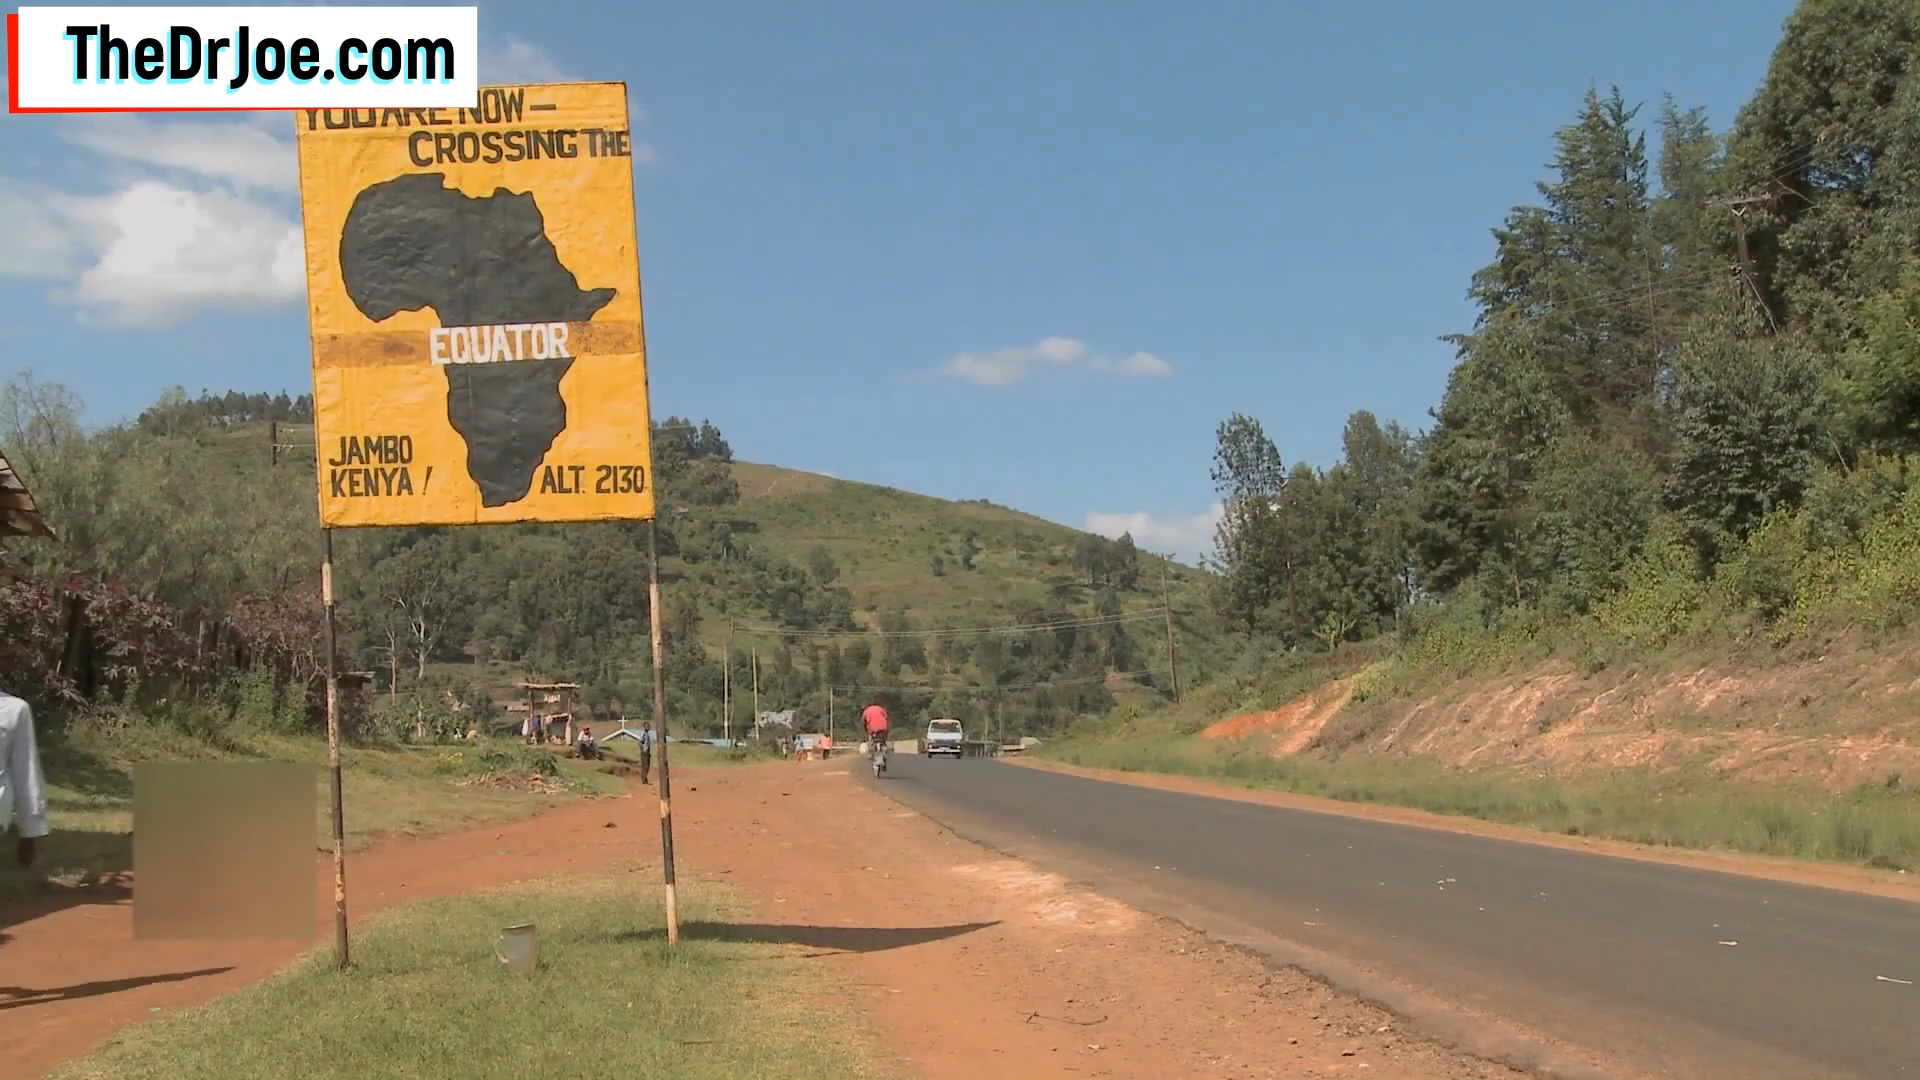 TheDrJoe.com
YOU ARE NOW –
CROSSING THE
EQUATOR
JAMBO
KENYA !
ALT. 2130